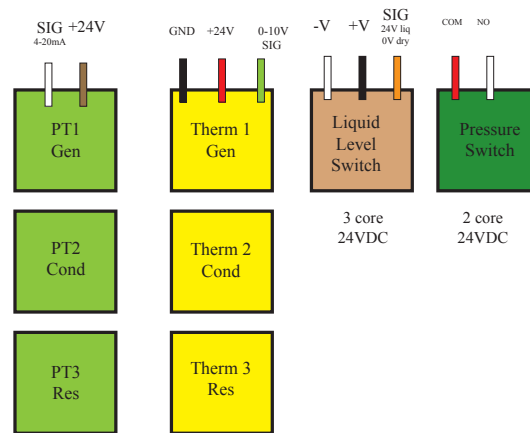 SIG +24V
4-20mA
GND
+24V
0-10V
SIG
-V
+V
SIG
24V liq
0V dry
COM
NO
PT1
Gen
Therm 1
Gen
Liquid
Level
Switch
Pressure
Switch
3 core
24VDC
2 core
24VDC
PT2
Cond
Therm 2
Cond
PT3
Res
Therm 3
Res